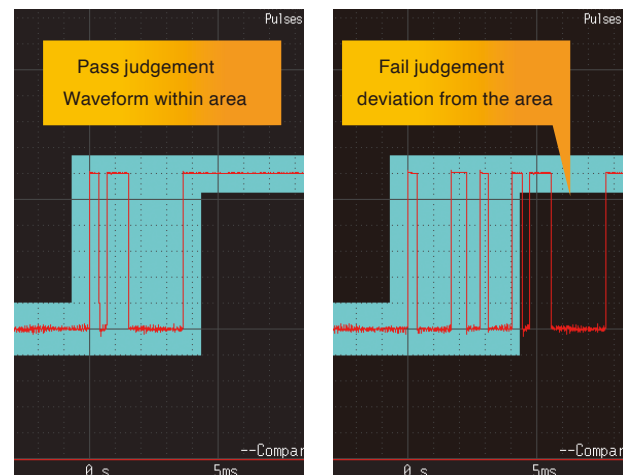 Pulses
Pass judgement
Waveform within area
--Compar
0 s
5ms
Pulses
Fail judgement
deviation from the area
--Compar
0 s
5ms